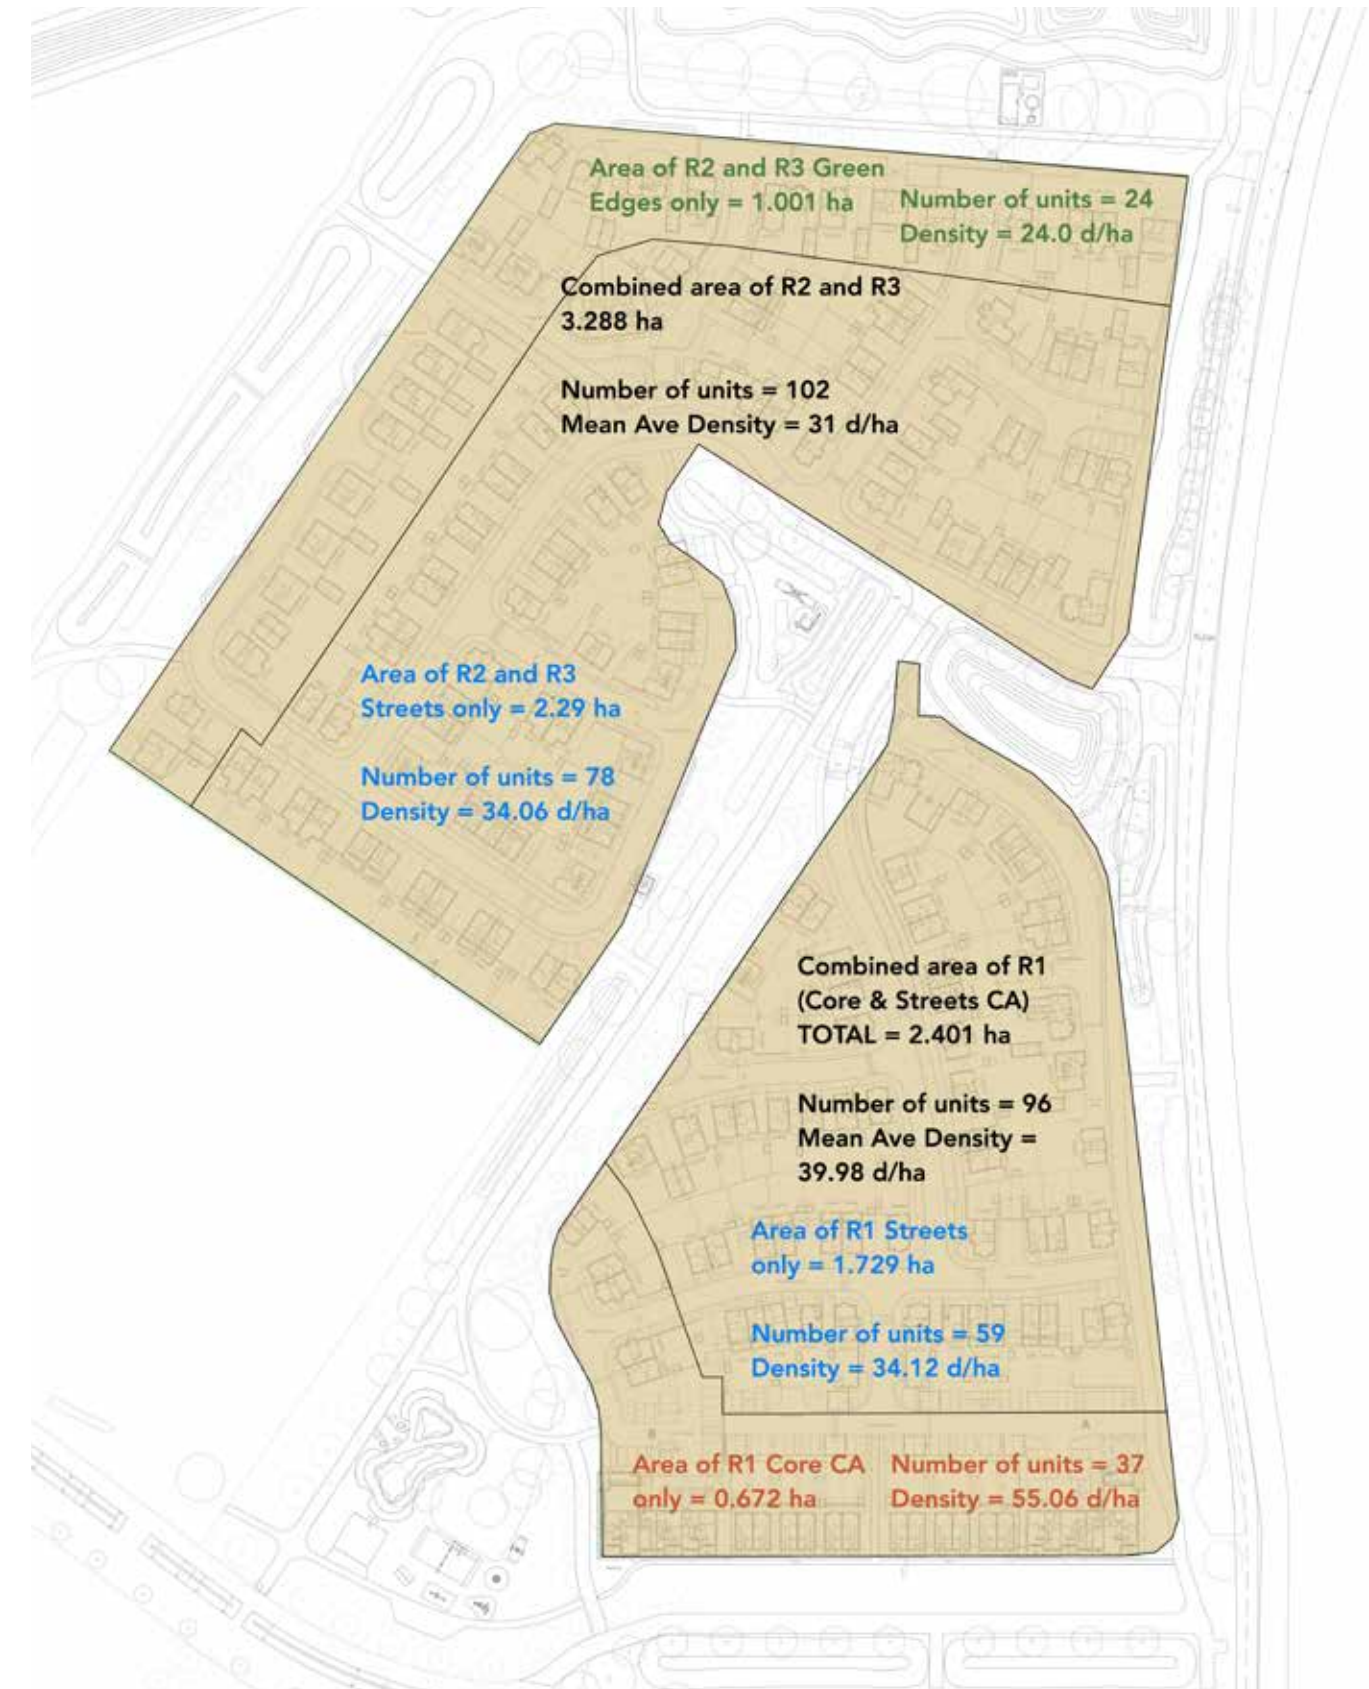 Area of R2 and R3 Green
Edges only = 1.001 ha
Number of units = 24
Density = 24.0 d/ha
Combined area of R2 and R3
3.288 ha
Number of units = 102
Mean Ave Density = 31 d/ha
Area of R2 and R3
Streets only = 2.29 ha
Number of units = 78
Density = 34.06 d/ha
Combined area of R1
(Core & Streets CA)
TOTAL = 2.401 ha
Number of units = 96
Mean Ave Density =
39.98 d/ha
Area of R1 Streets
only = 1.729 ha
Number of units = 59
Density = 34.12 d/ha
Area of R1 Core CA
only = 0.672 ha
Number of units = 37
Density = 55.06 d/ha